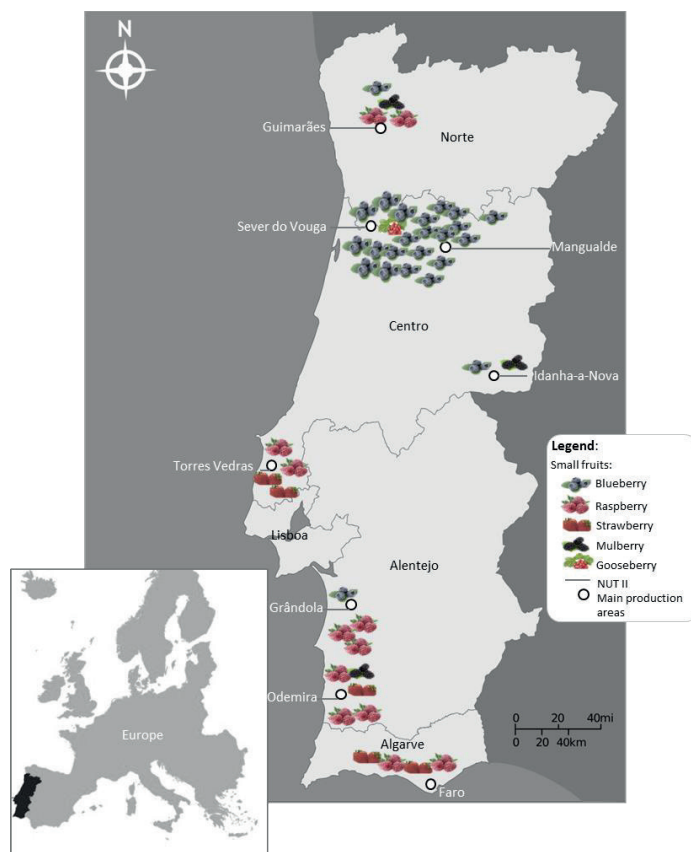 N
Guimarães
Norte
Sever do Vouga
Mangualde
Centro
Idanha-a-Nova
Torres Vedras
Lisboa
Alentejo
Grândola
Odemira
Algarve
Faro
Legend:
Small fruits:
Blueberry
Raspberry
Strawberry
Mulberry
Gooseberry
NUT II
Main production
areas
0 20 40mi
0 20 40km
Europe